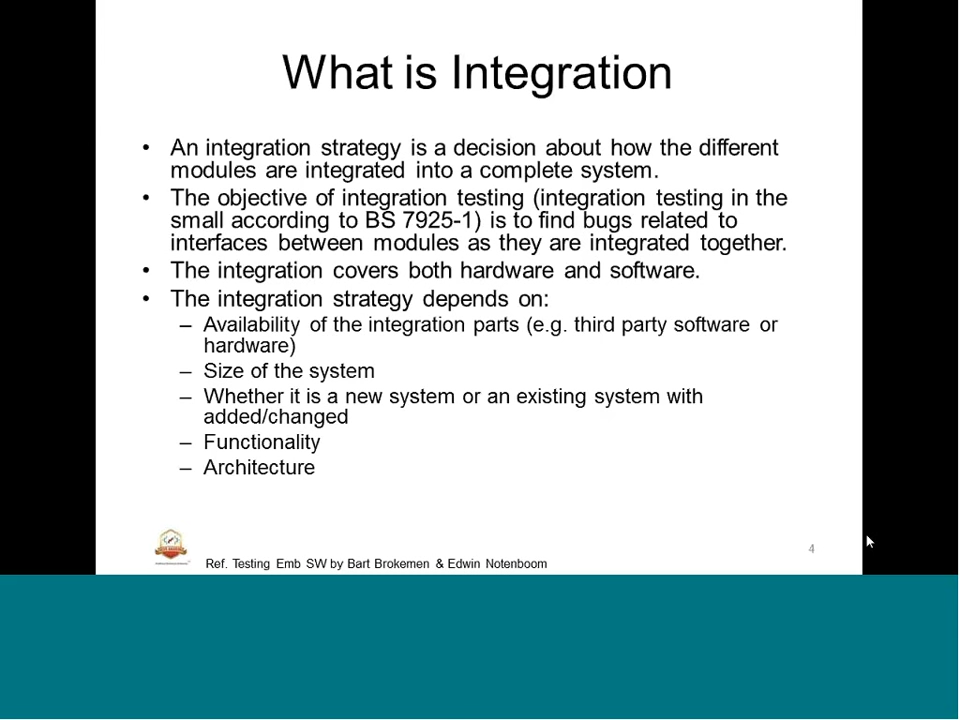 What is Integration
• An integration strategy is a decision about how the different
modules are integrated into a complete system.
• The objective of integration testing (integration testing in the
small according to BS 7925-1) is to find bugs related to
interfaces between modules as they are integrated together.
• The integration covers both hardware and software.
• The integration strategy depends on:
– Availability of the integration parts (e.g. third party software or
hardware)
– Size of the system
– Whether it is a new system or an existing system with
added/changed
– Functionality
– Architecture
4
Ref. Testing Emb SW by Bart Brokemen & Edwin Notenboom